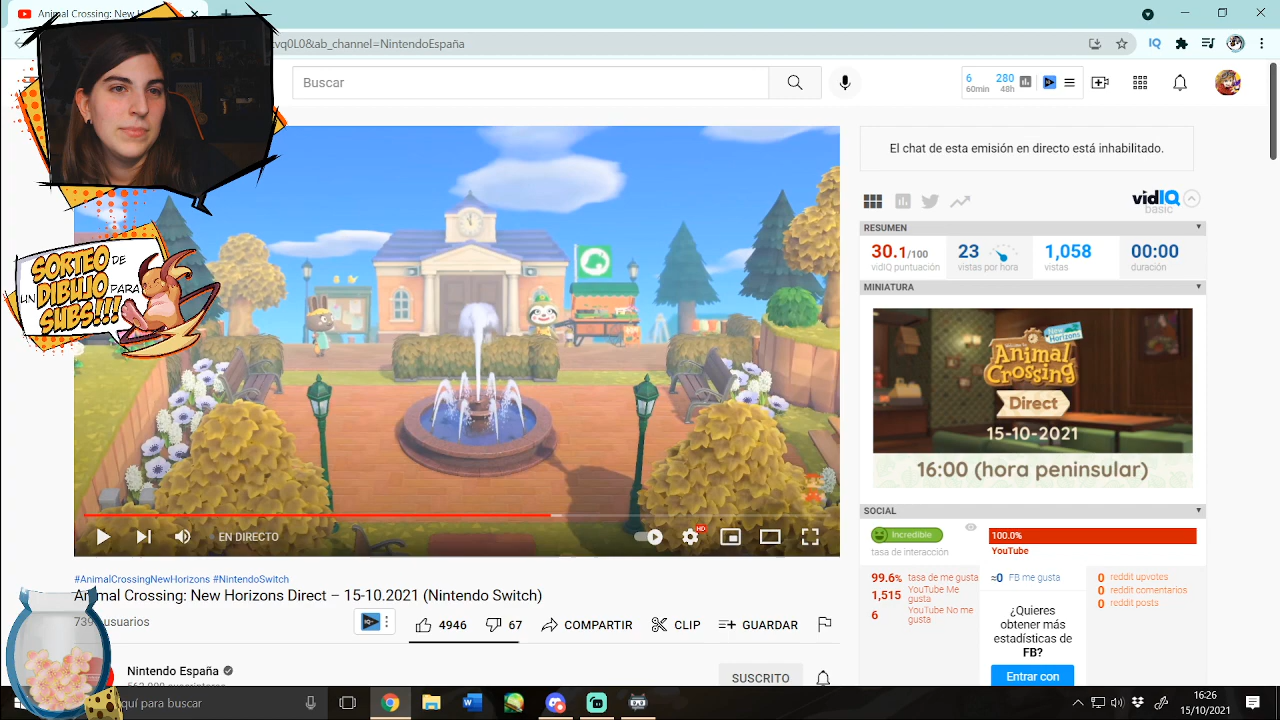 Animal Crossing: New H
vq0L0&ab_channel=NintendoEspaña
IQ
Buscar
6
60min
280
48h
El chat de esta emisión en directo está inhabilitado.
vidIQ
basic
RESUMEN
30.1/100
vidIQ puntuación
23
vistas por hora
1,058
vistas
00:00
duración
MINIATURA
Welcome to
Animal
Crossing
New
Horizons
Direct
15-10-2021
16:00 (hora peninsular)
SORTEO DE
UN DIBUJO PARA
SUBS!!!
HD
EN DIRECTO
#AnimalCrossingNewHorizons #NintendoSwitch
Animal Crossing: New Horizons Direct – 15-10.2021 (Nintendo Switch)
usuarios
4946
67
COMPARTIR
CLIP
GUARDAR
Nintendo España
SUSCRITO
SOCIAL
Incredible
tasa de interacción
100.0%
YouTube
99.6% tasa de me gusta
1,515 YouTube Me
gusta
6 YouTube No me
gusta
≈0 FB me gusta
¿Quieres
obtener más
estadísticas de
FB?
Entrar con
0 reddit upvotes
0 reddit comentarios
0 reddit posts
quí para buscar
16:26
15/10/2021